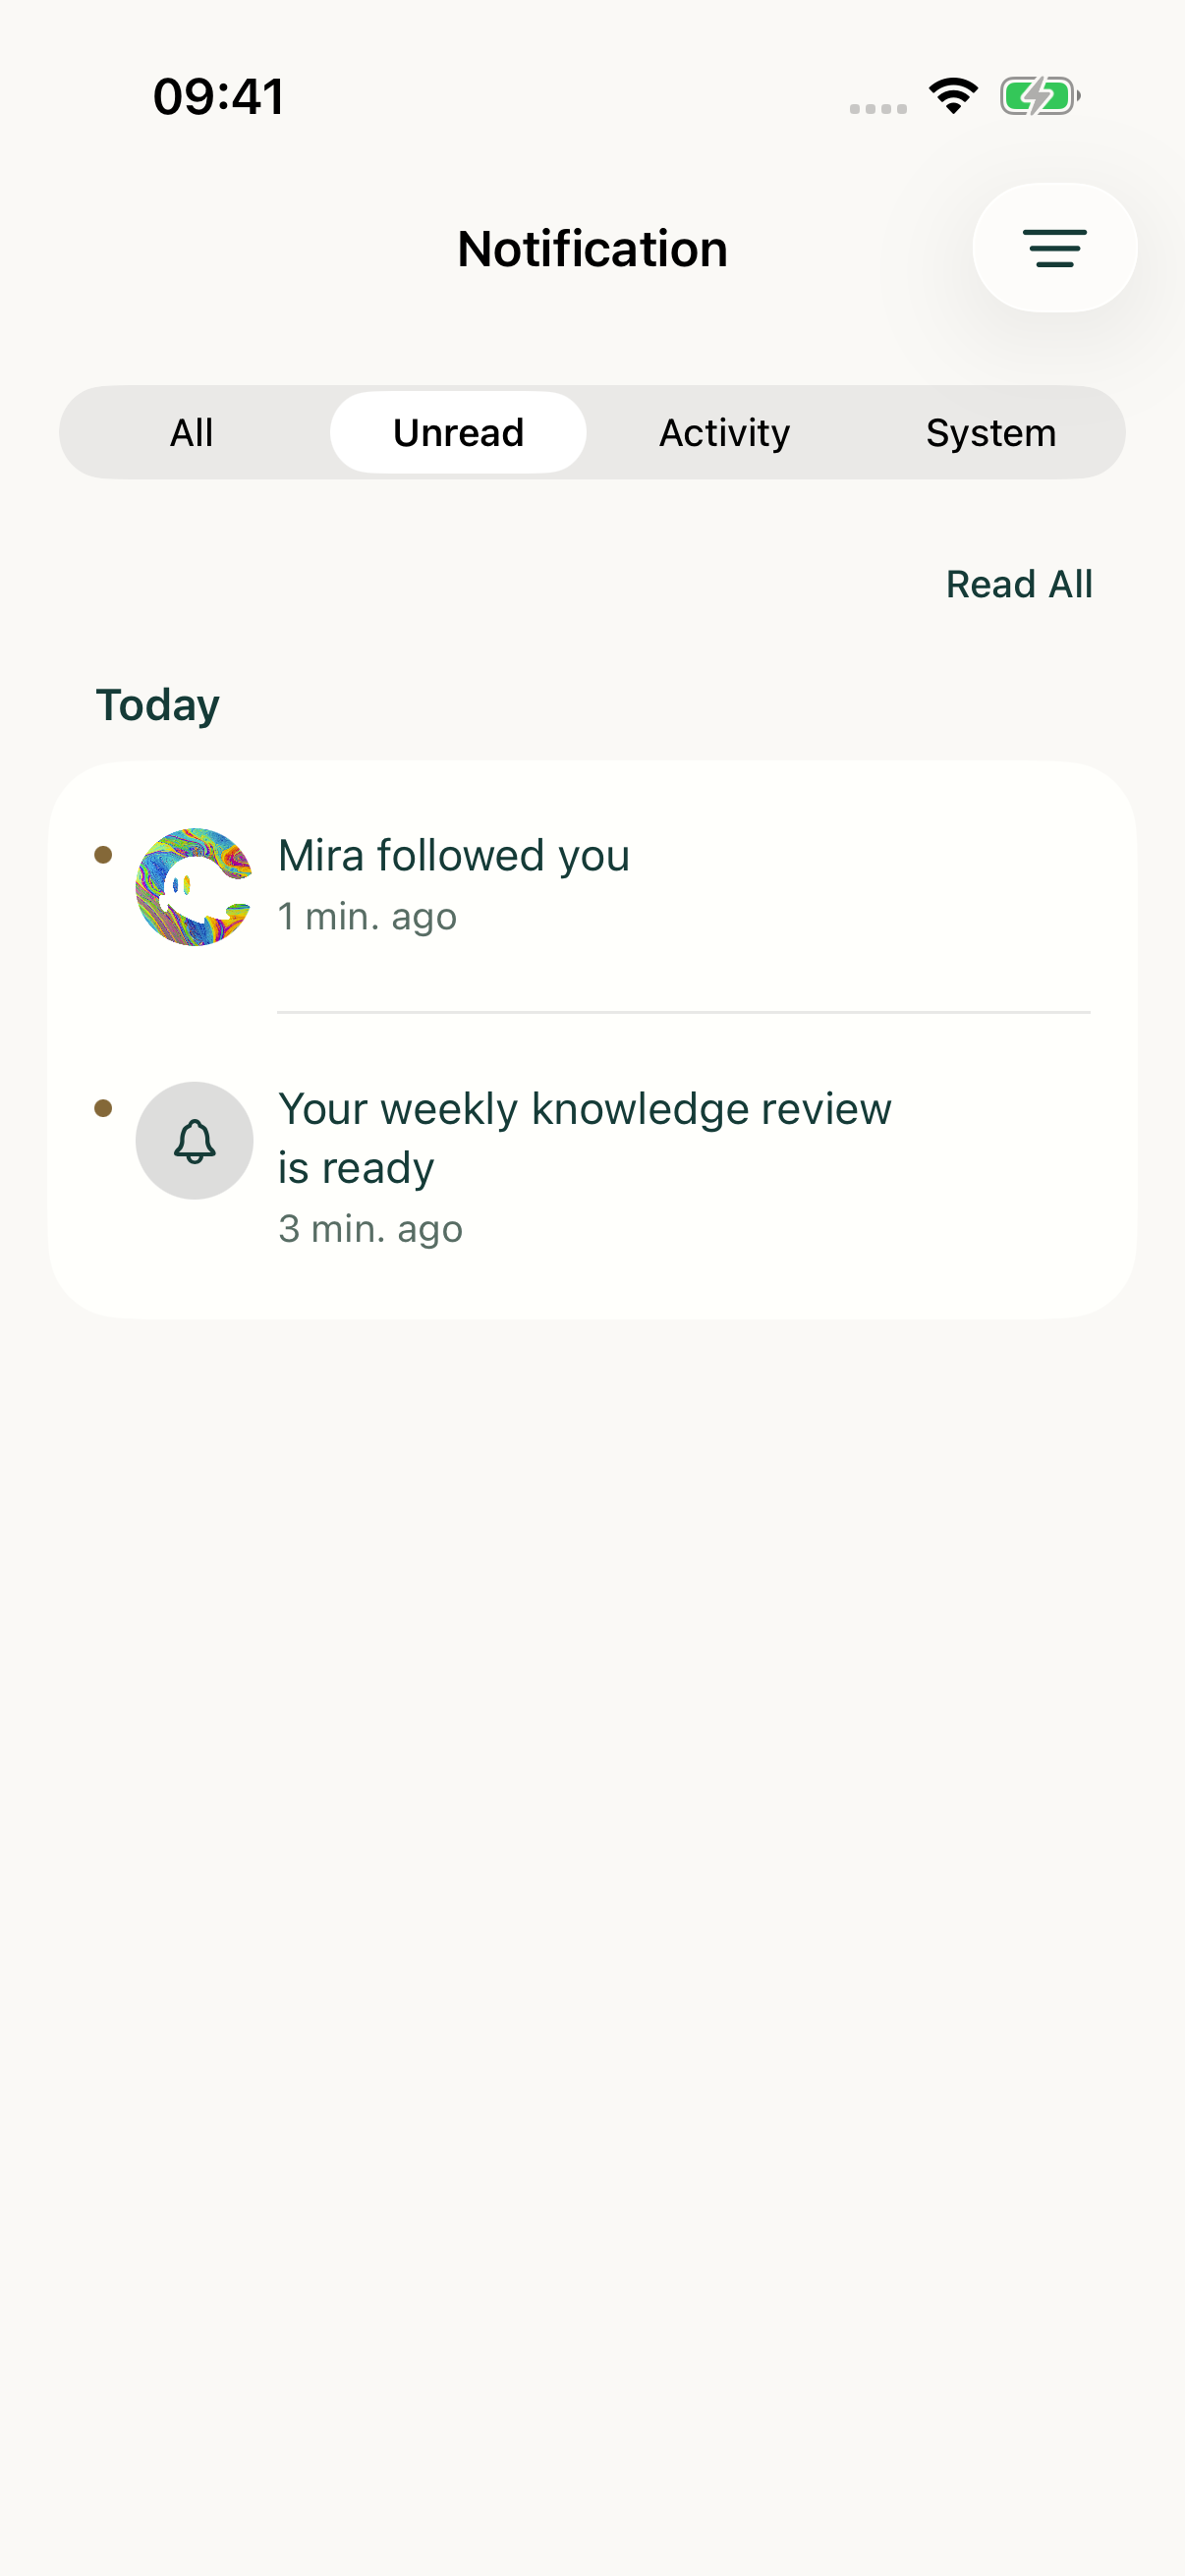 09:41
Notification
All
Unread
Activity
System
Read All
Today
Mira followed you
1 min. ago
Your weekly knowledge review
is ready
3 min. ago